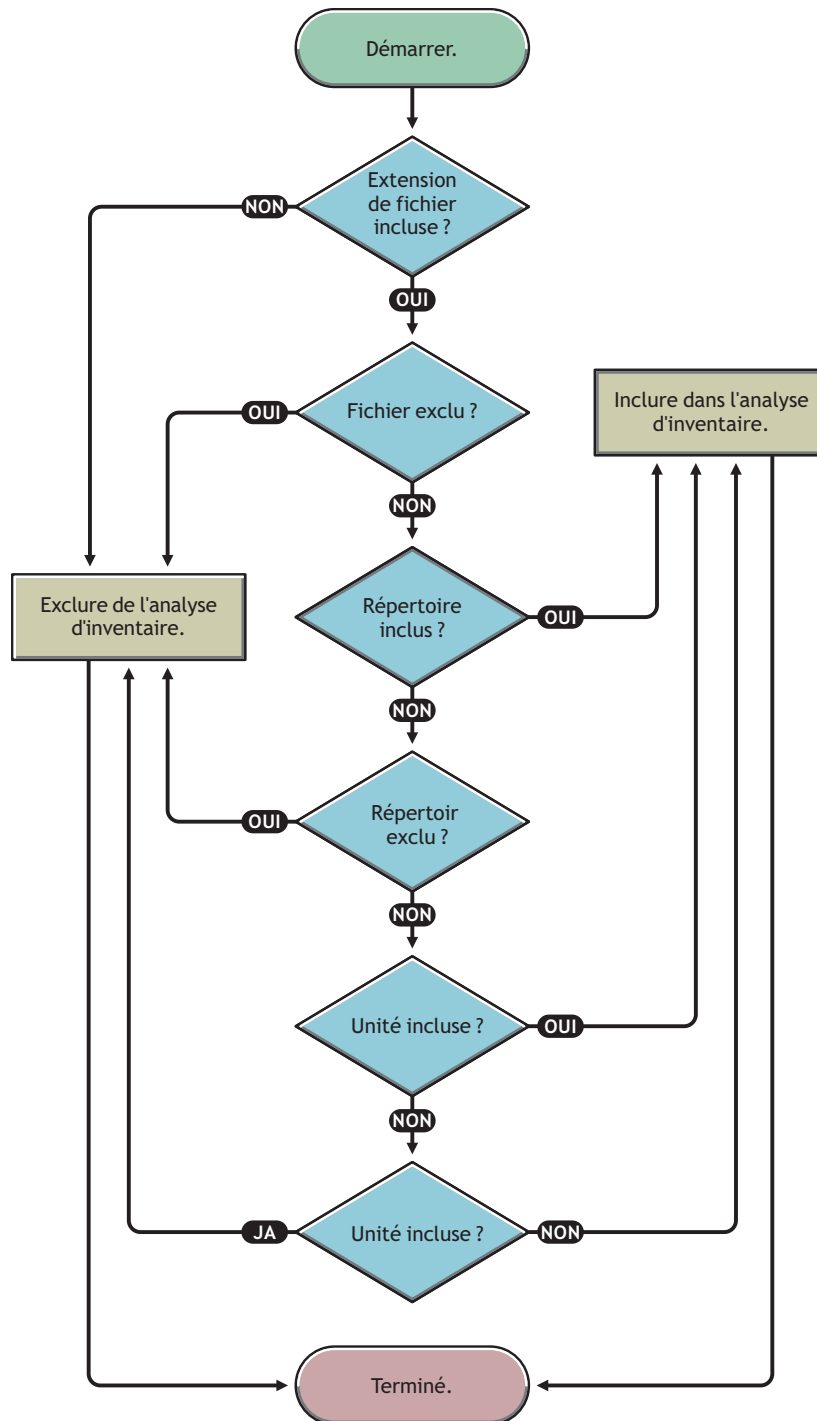 Démarrer.
Extension
de fichier
incluse ?
NON
OUI
Fichier exclu ?
OUI
Inclure dans l'analyse
d'inventaire.
NON
Exclure de l'analyse
d'inventaire.
Répertoire
inclus ?
OUI
NON
Répertoir
exclu ?
OUI
NON
Unité incluse ?
OUI
NON
Unité incluse ?
JA
NON
Terminé.